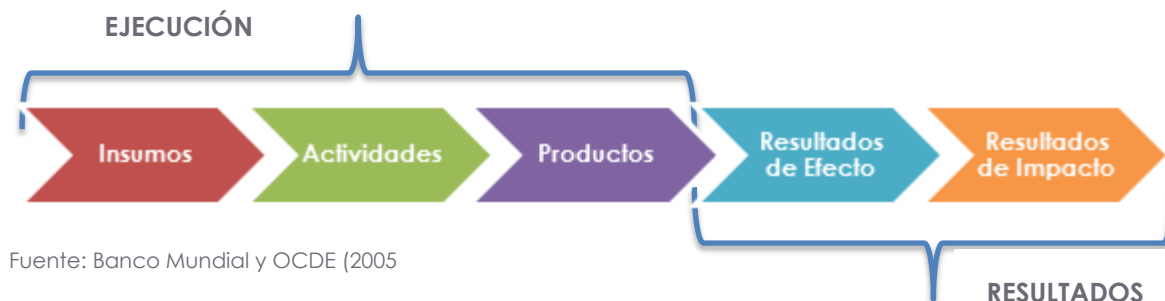 EJECUCIÓN
Insumos
Actividades
Productos
Resultados
de Efecto
Resultados
de Impacto
Fuente: Banco Mundial y OCDE (2005
RESULTADOS